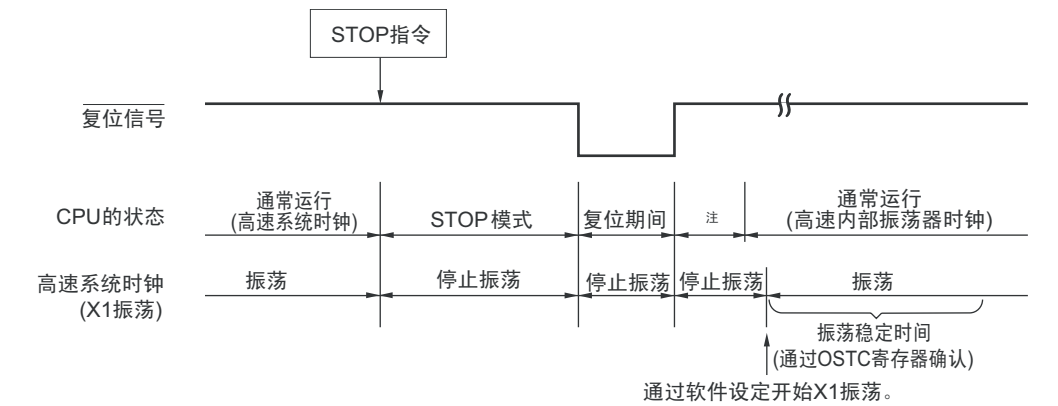 STOP指令
复位信号
CPU的状态
通常运行
(高速系统时钟)
STOP模式
复位期间
注
通常运行
(高速内部振荡器时钟)
高速系统时钟
(X1振荡)
振荡
停止振荡
停止振荡
停止振荡
振荡
振荡稳定时间
(通过OSTC寄存器确认)
通过软件设定开始X1振荡。